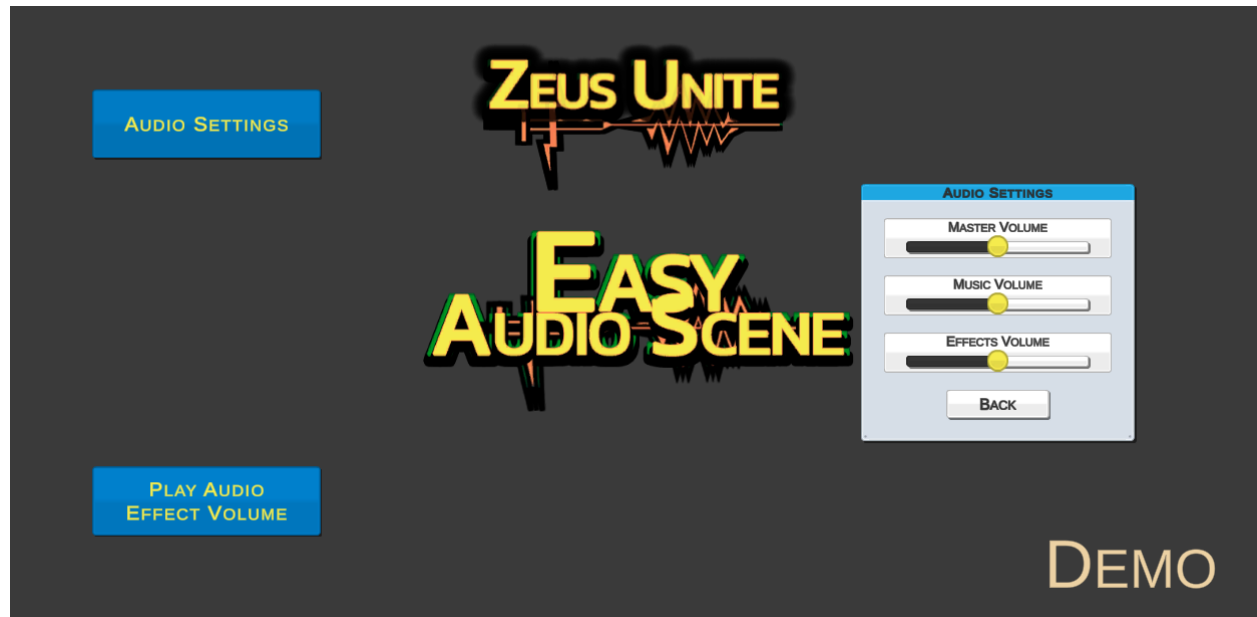 Zeus Unite
Audio Settings
Easy
Audio Scene
Audio Settings
Master Volume
Music Volume
Effects Volume
Back
Play Audio
Effect Volume
Demo